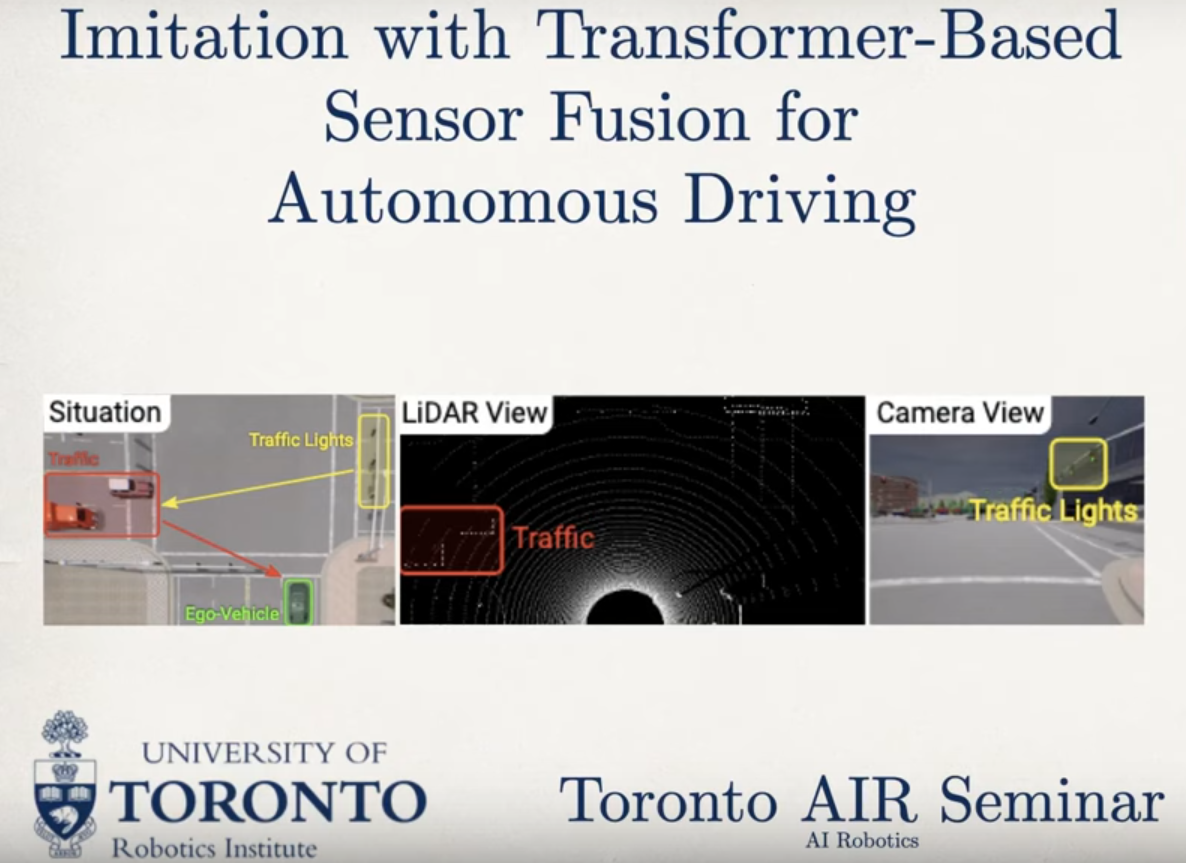 Imitation with Transformer-Based
Sensor Fusion for
Autonomous Driving
Situation
Traffic Lights
Traffic
Ego-Vehicle
LiDAR View
Traffic
Camera View
Traffic Lights
UNIVERSITY OF
TORONTO
Robotics Institute
Toronto AIR Seminar
AI Robotics